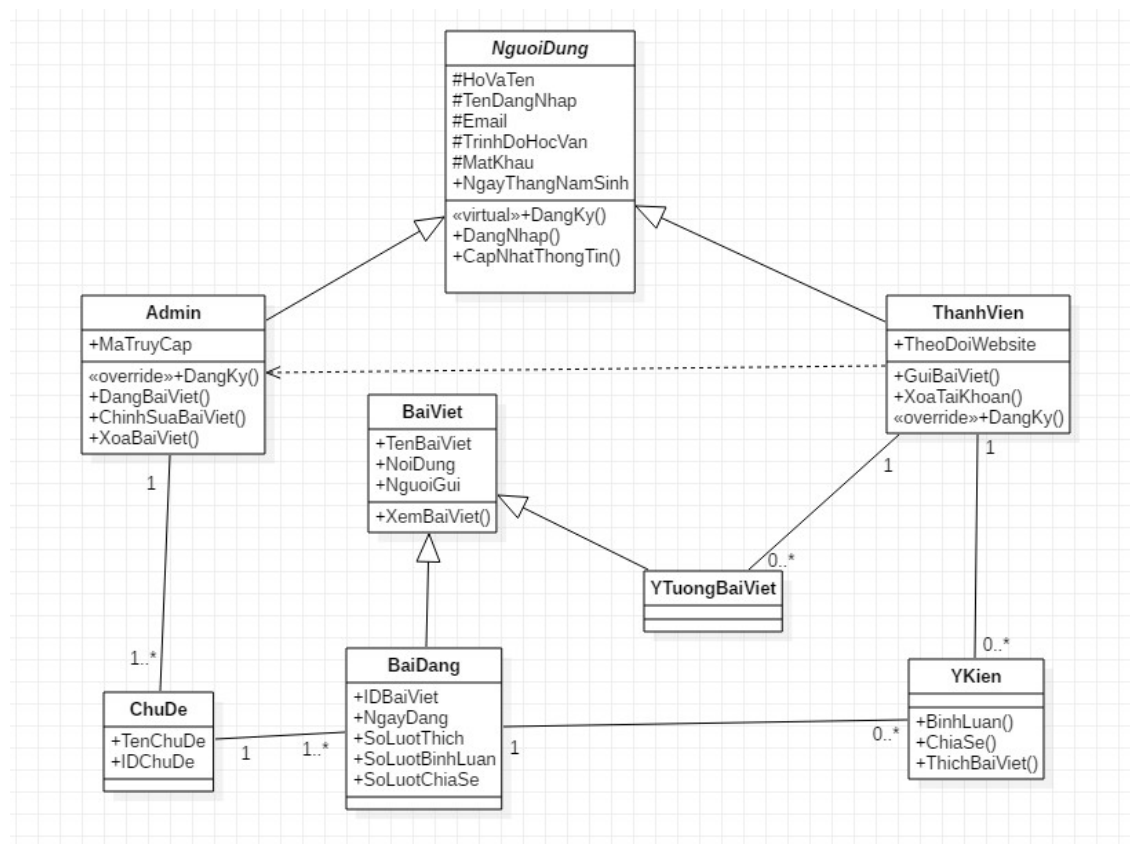 NguoiDung
#HoVaTen
#TenDangNhap
#Email
#TrinhDoHocVan
#MatKhau
+NgayThangNamSinh
«virtual»+DangKy()
+DangNhap()
+CapNhatThongTin()
Admin
+MaTruyCap
«override»+DangKy()
+DangBaiViet()
+ChinhSuaBaiViet()
+XoaBaiViet()
ThanhVien
+TheoDoiWebsite
+GuiBaiViet()
+XoaTaiKhoan()
«override»+DangKy()
BaiViet
+TenBaiViet
+NoiDung
+NguoiGui
+XemBaiViet()
1
1
1
0..*
YTuongBaiViet
1..*
0..*
ChuDe
+TenChuDe
+IDChuDe
1
1..*
BaiDang
+IDBaiViet
+NgayDang
+SoLuotThich
+SoLuotBinhLuan
+SoLuotChiaSe
1
0..*
YKien
+BinhLuan()
+ChiaSe()
+ThichBaiViet()